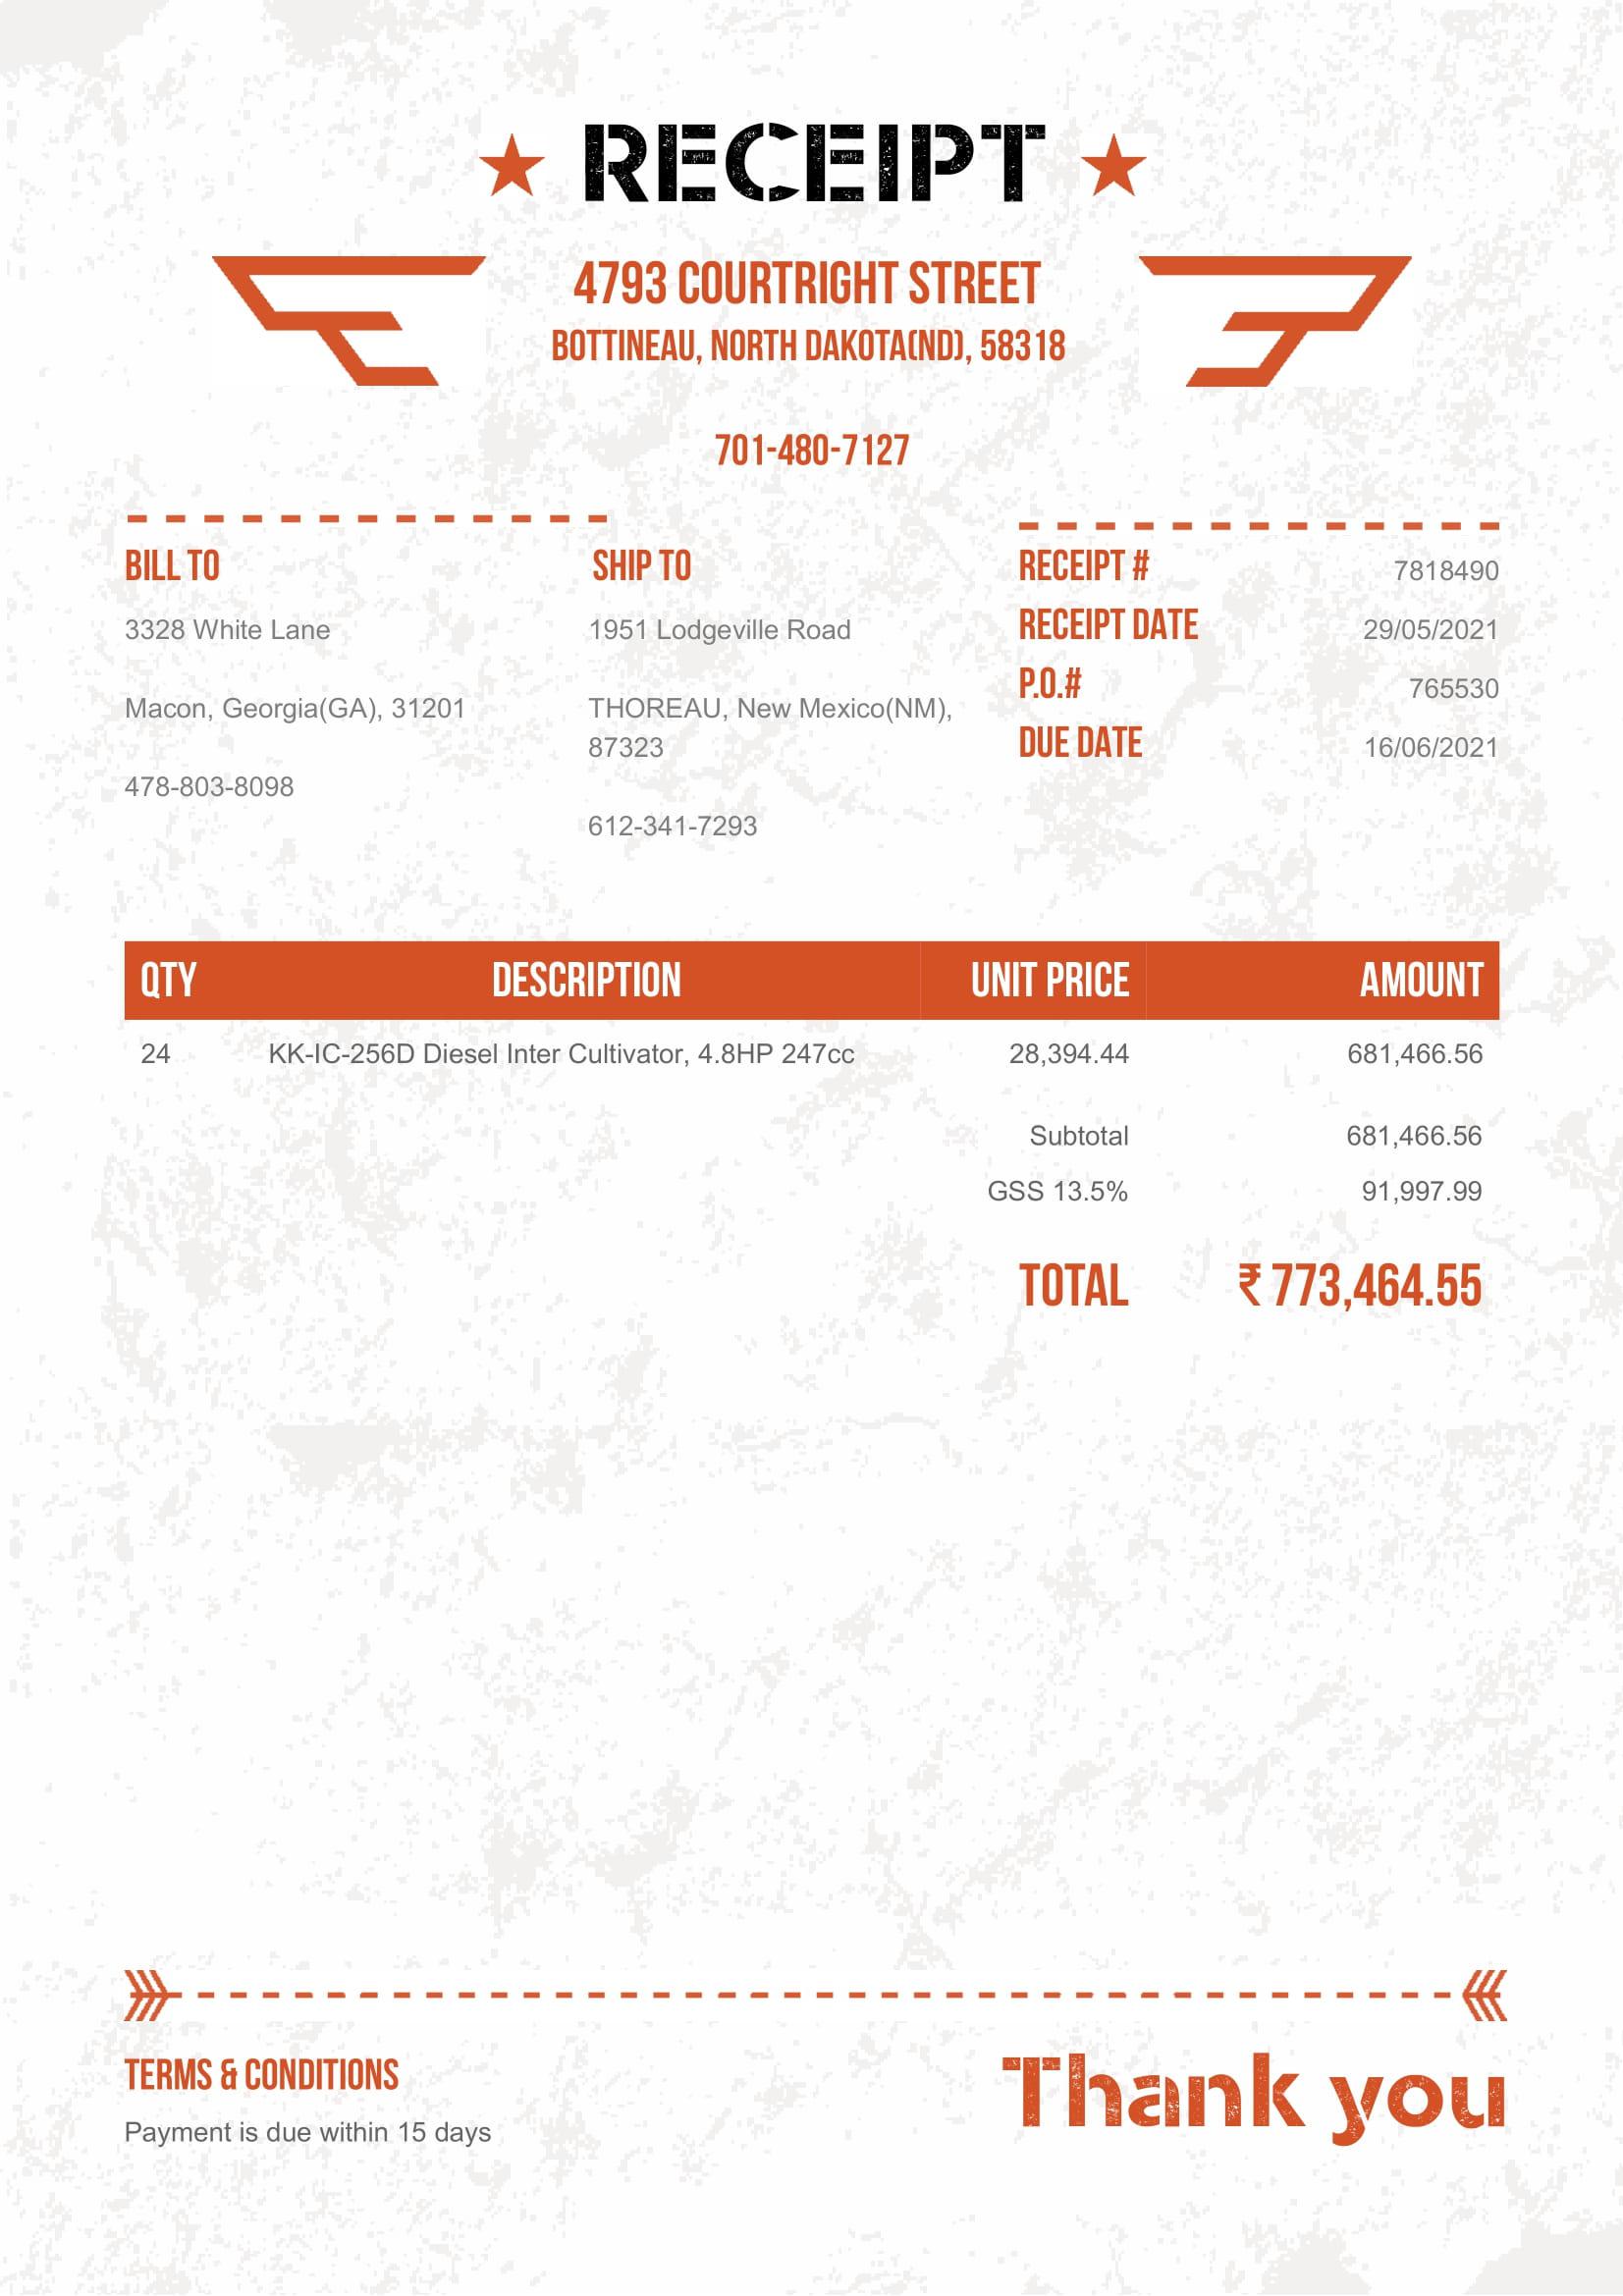 RECEIPT
4793 COURTRIGHT STREET
BOTTINEAU, NORTH DAKOTA(ND), 58318
701-480-7127
BILL TO
3328 White Lane
Macon, Georgia(GA), 31201
478-803-8098
SHIP TO
1951 Lodgeville Road
THOREAU, New Mexico(NM),
87323
612-341-7293
RECEIPT # 7818490
RECEIPT DATE 29/05/2021
P.O.# 765530
DUE DATE 16/06/2021
QTY DESCRIPTION UNIT PRICE AMOUNT
24 KK-IC-256D Diesel Inter Cultivator, 4.8HP 247cc 28,394.44 681,466.56
Subtotal 681,466.56
GSS 13.5% 91,997.99
TOTAL ₹ 773,464.55
TERMS & CONDITIONS
Payment is due within 15 days
Thank you